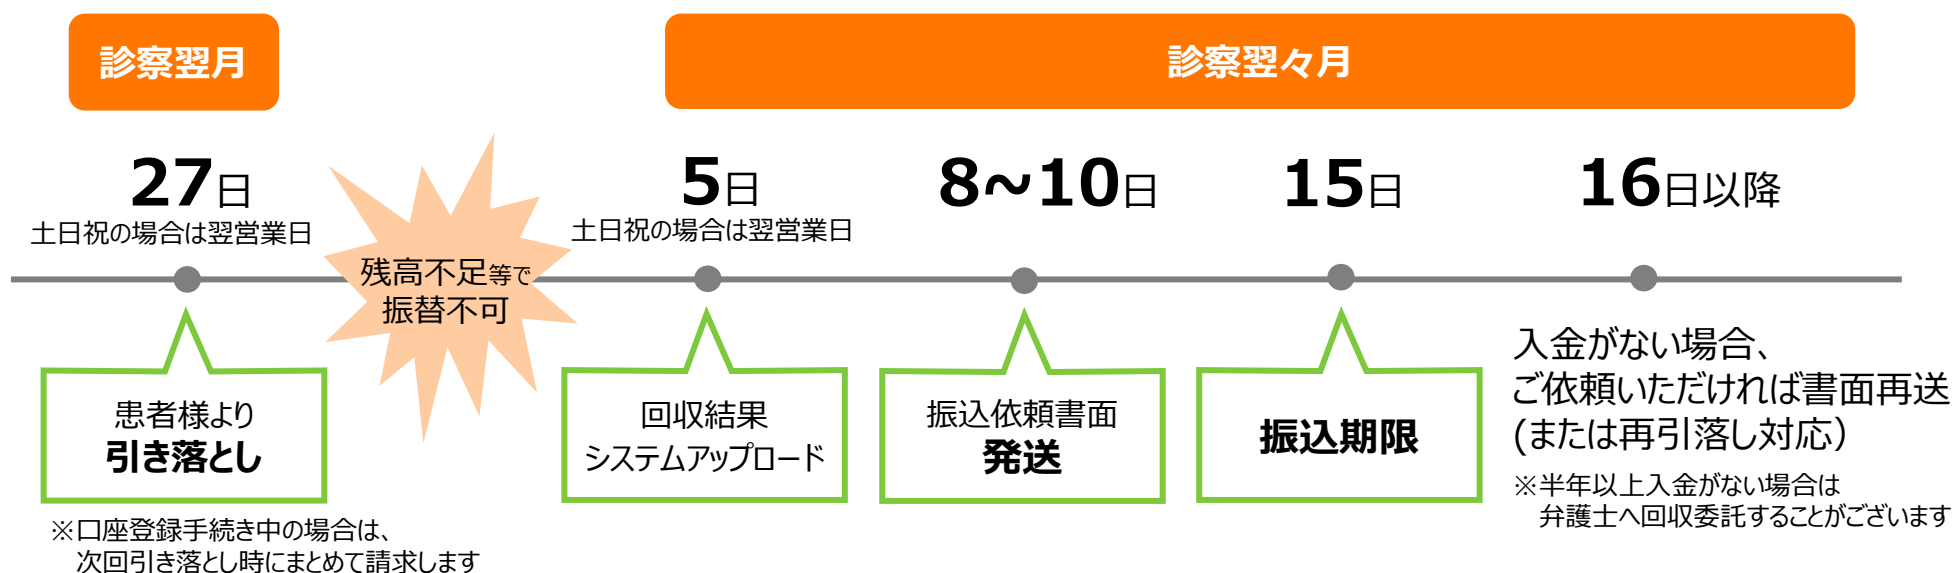 診察翌月
診察翌々月
27日
土日祝の場合は翌営業日
残高不足等で
振替不可
5日
土日祝の場合は翌営業日
8~10日
15日
16日以降
患者様より
引き落とし
※口座登録手続き中の場合は、
次回引き落とし時にまとめて請求します
回収結果
システムアップロード
振込依頼書面
発送
振込期限
入金がない場合、
ご依頼いただければ書面再送
(または再引落し対応)
※半年以上入金がない場合は
弁護士へ回収委託することがございます